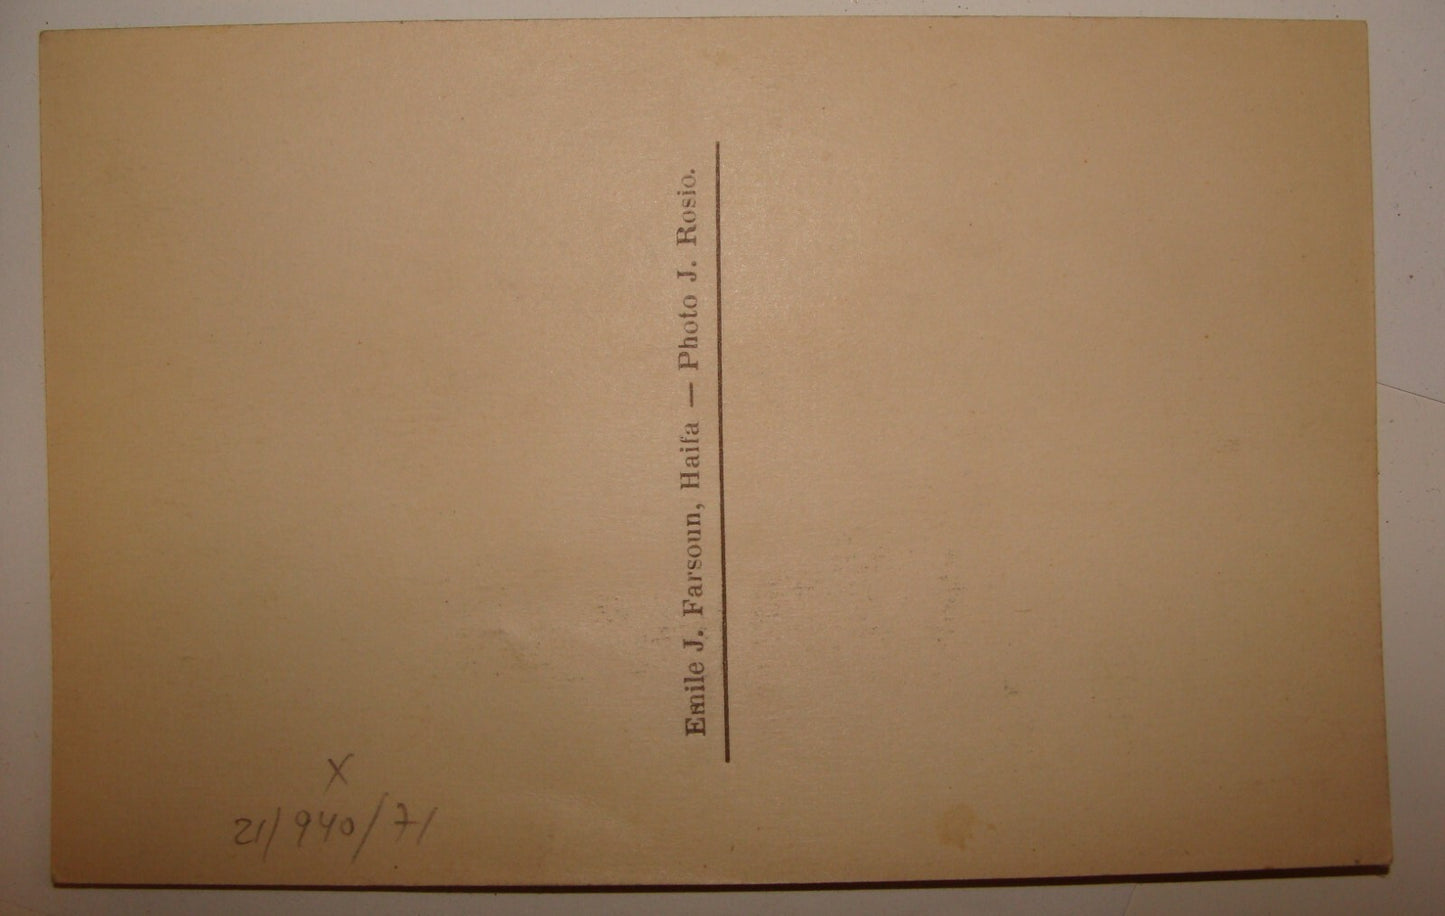 Emile J. Farsoun, Haifa — Photo J. Rosio.
X
21/940/71